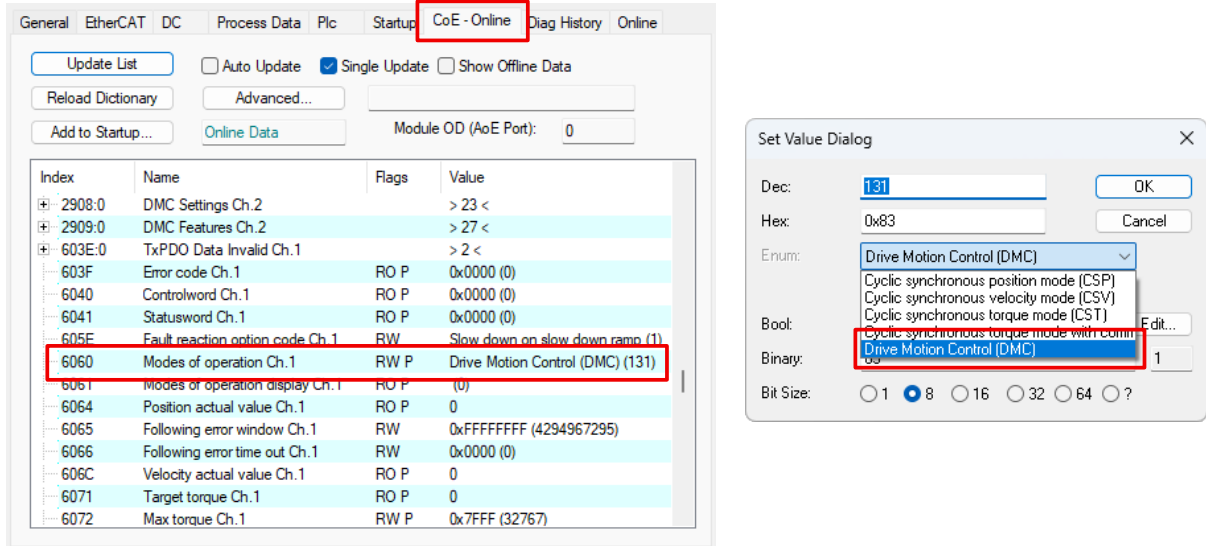 General EtherCAT DC Process Data Plc Startup CoE - Online Diag History Online
Update List Auto Update Single Update Show Offline Data
Reload Dictionary Advanced...
Add to Startup... Online Data Module OD (AoE Port): 0
Index Name Flags Value
2908:0 DMC Settings Ch.2 > 23 <
2909:0 DMC Features Ch.2 > 27 <
603E:0 TxPDO Data Invalid Ch.1 > 2 <
603F Error code Ch.1 RO P 0x0000 (0)
6040 Controlword Ch.1 RO P 0x0000 (0)
6041 Statusword Ch.1 RO P 0x0000 (0)
605E Fault reaction option code Ch.1 RW Slow down on slow down ramp (1)
6060 Modes of operation Ch.1 RW P Drive Motion Control (DMC) (131)
6061 Modes of operation display Ch.1 RO P (0)
6064 Position actual value Ch.1 RO P 0
6065 Following error window Ch.1 RW 0xFFFFFFFF (4294967295)
6066 Following error time out Ch.1 RW 0x0000 (0)
606C Velocity actual value Ch.1 RO P 0
6071 Target torque Ch.1 RO P 0
6072 Max torque Ch.1 RW P 0x7FFF (32767)
Set Value Dialog
Dec: 131 OK
Hex: 0x83 Cancel
Enum: Drive Motion Control (DMC)
Cyclic synchronous position mode (CSP)
Cyclic synchronous velocity mode (CSV)
Cyclic synchronous torque mode (CST)
Bool: Cyclic synchronous torque mode with com Edit...
Drive Motion Control (DMC)
Binary: 1
Bit Size: 1 8 16 32 64 ?